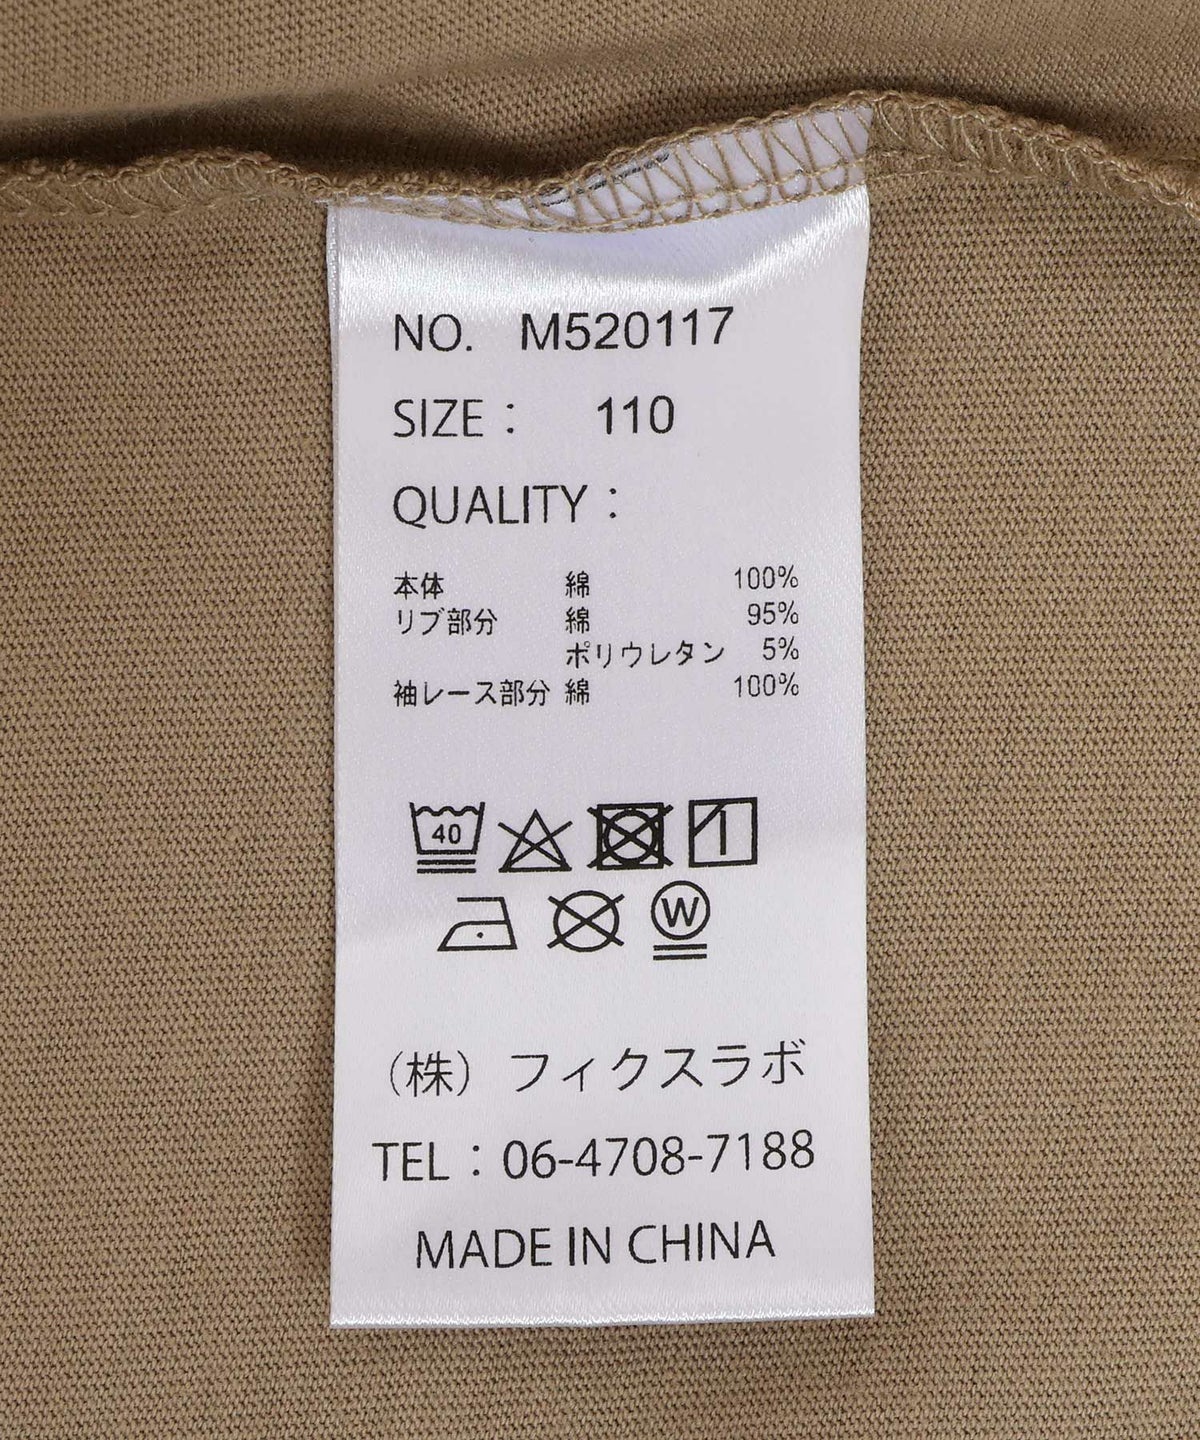 NO. M520117
SIZE： 110
QUALITY：
本体 綿 100%
リブ部分 綿 95%
ポリウレタン 5%
袖レース部分 綿 100%
40
W
（株）フィクスラボ
TEL：06-4708-7188
MADE IN CHINA